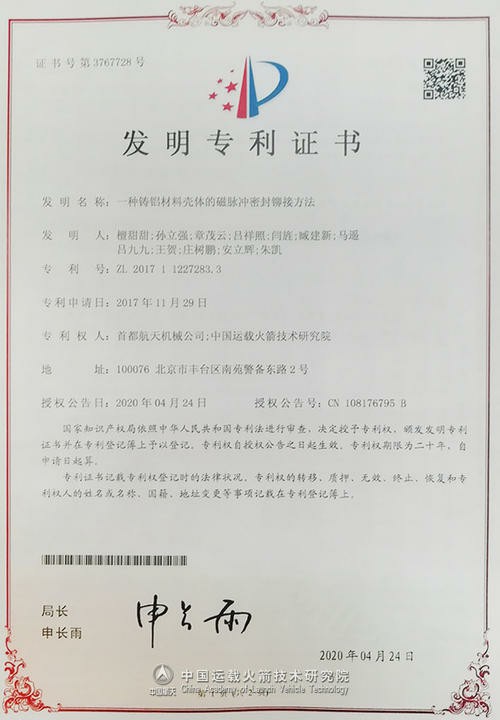 证书号第3767728号
发明专利证书
发明名称：一种铸铝材料壳体的磁脉冲密封铆接方法
发明人：檀甜甜;孙立强;章茂云;吕祥照;闫旌;臧建新;马遥
吕九九;王贺;庄树鹏;安立辉;朱凯
专利号：ZL 2017 1 1227283.3
专利申请日：2017年11月29日
专利权人：首都航天机械公司;中国运载火箭技术研究院
地址：100076 北京市丰台区南苑警备东路2号
授权公告日：2020年04月24日 授权公告号：CN 108176795 B
国家知识产权局依照中华人民共和国专利法进行审查，决定授予专利权，颁发发明专利
证书并在专利登记簿上予以登记。专利权自授权公告之日起生效。专利权期限为二十年，自
申请日起算。
专利证书记载专利权登记时的法律状况。专利权的转移、质押、无效、终止、恢复和专
利权人的姓名或名称、国籍、地址变更等事项记载在专利登记簿上。
局长
申长雨
申长雨
2020年04月24日
中国航天
中国运载火箭技术研究院
China Academy of Launch Vehicle Technology